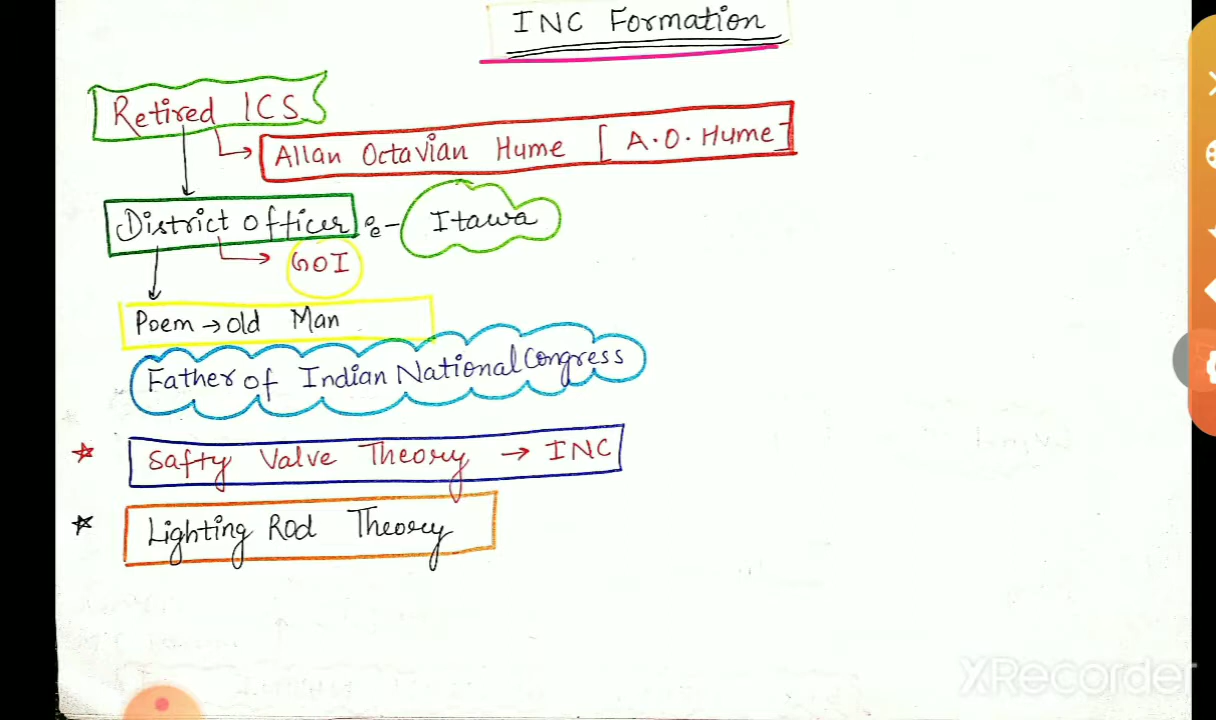 INC Formation
Retired ICS
Allan Octavian Hume [ A.O. Hume]
District officer :- Itawa
GOI
Poem → old Man
Father of Indian National Congress
Safty Valve Theory → INC
Lighting Rod Theory
XRecorder